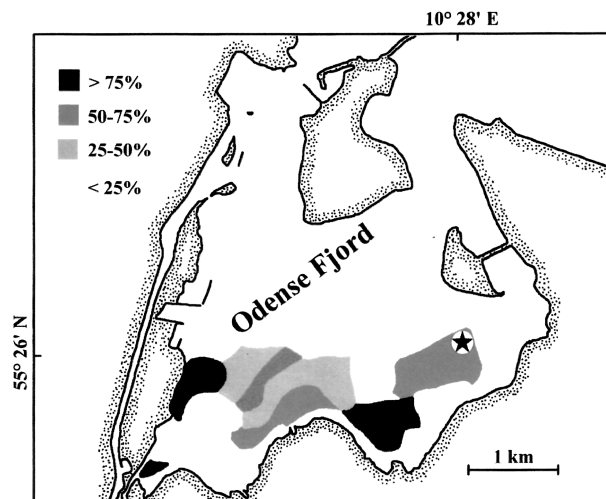 10° 28' E
> 75%
50-75%
25-50%
< 25%
Odense Fjord
55° 26' N
1 km